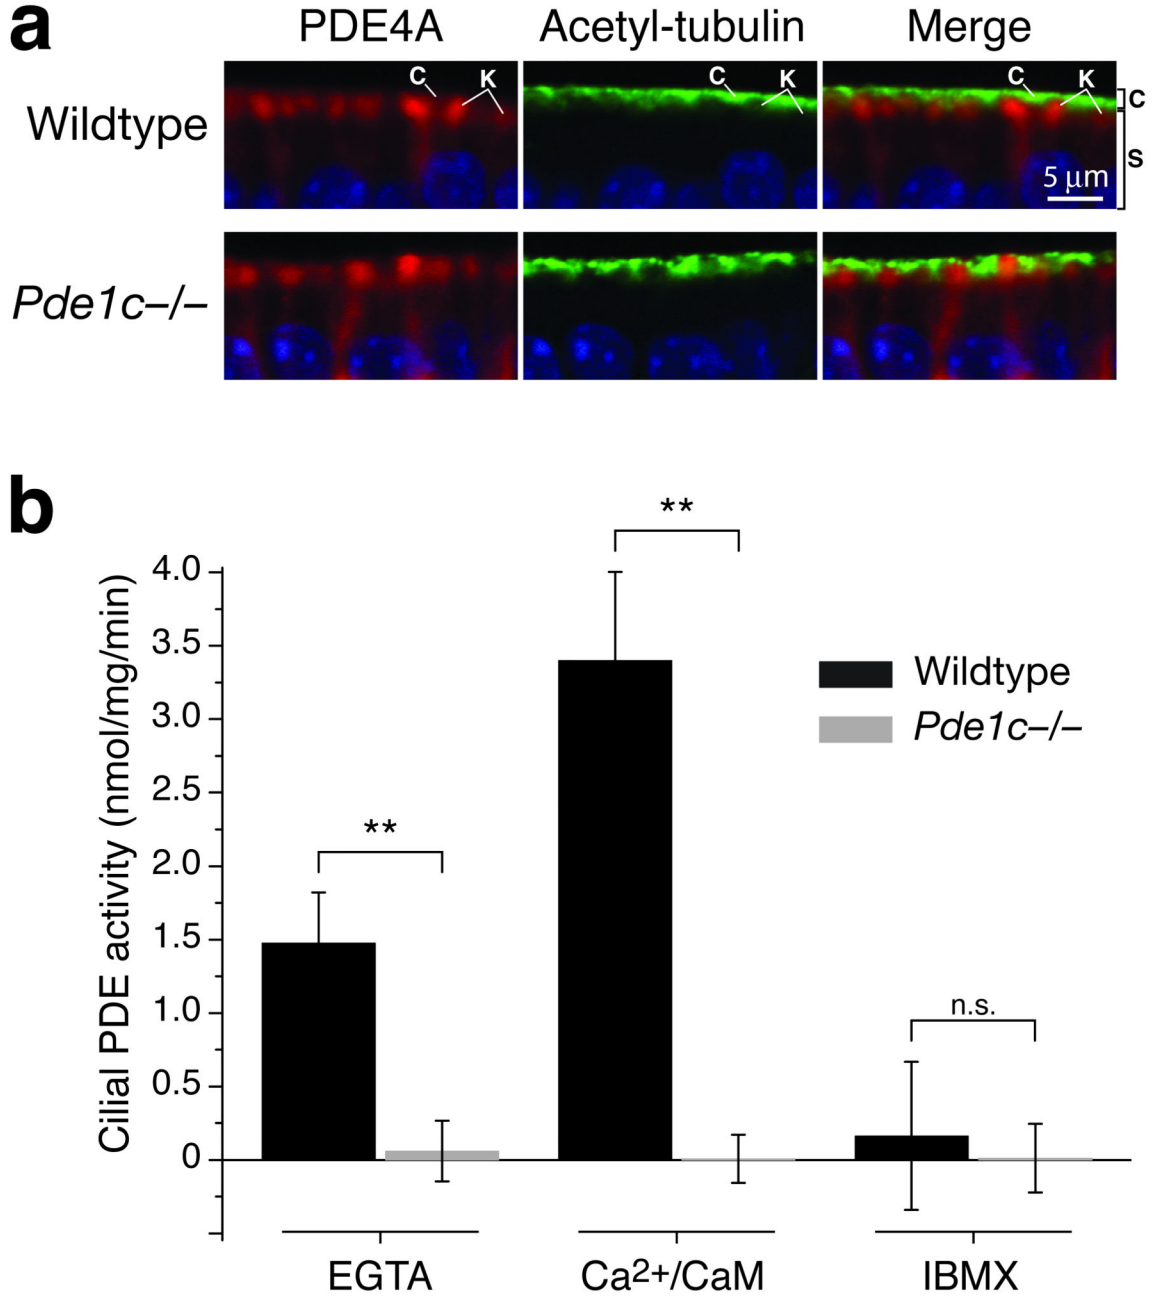 a
PDE4A Acetyl-tubulin Merge
Wildtype
C K C K C K
C
S
5 µm
Pde1c–/–
b
Cilial PDE activity (nmol/mg/min)
4.0
3.5
3.0
2.5
2.0
1.5
1.0
0.5
0
**
**
n.s.
Wildtype
Pde1c–/–
EGTA Ca2+/CaM IBMX